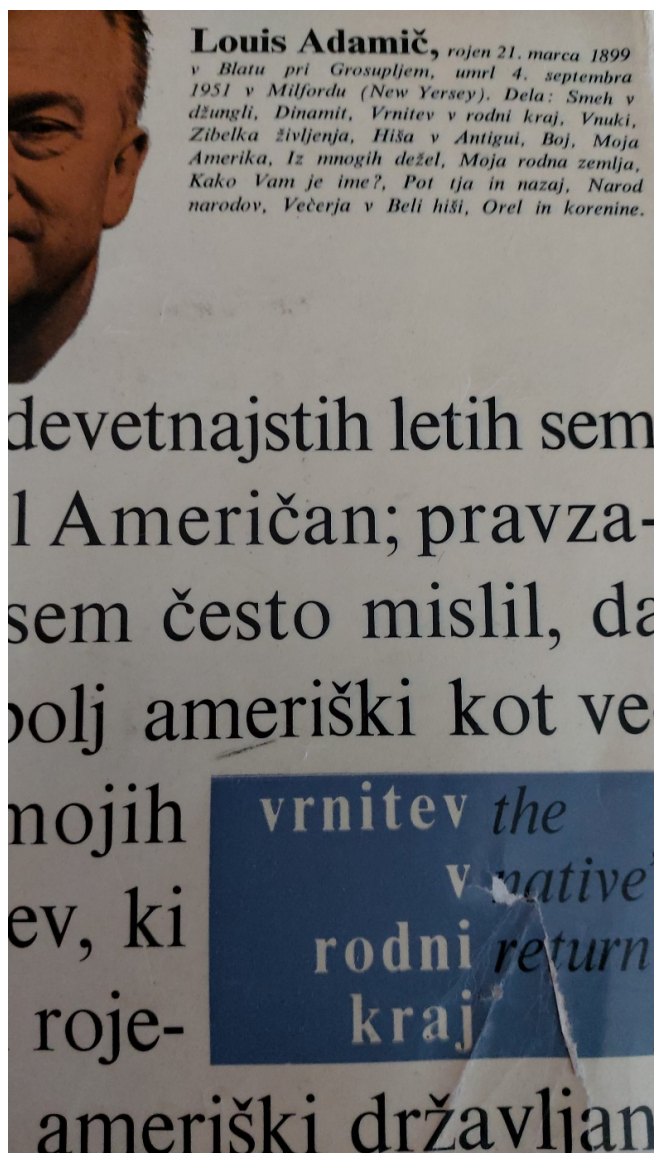 Louis Adamič, rojen 21. marca 1899
v Blatu pri Grosupljem, umrl 4. septembra
1951 v Milfordu (New Yersey). Dela: Smeh v
džungli, Dinamit, Vrnitev v rodni kraj, Vnuki,
Zibelka življenja, Hiša v Antigui, Boj, Moja
Amerika, Iz mnogih dežel, Moja rodna zemlja,
Kako Vam je ime?, Pot tja in nazaj, Narod
narodov, Večerja v Beli hiši, Orel in korenine.
devetnajstih letih sem
l Američan; pravza-
sem često mislil, da
bolj ameriški kot ve
mojih
ev, ki
roje-
vrnitev
v
rodni
kraj
the
native'
return
ameriški državljan